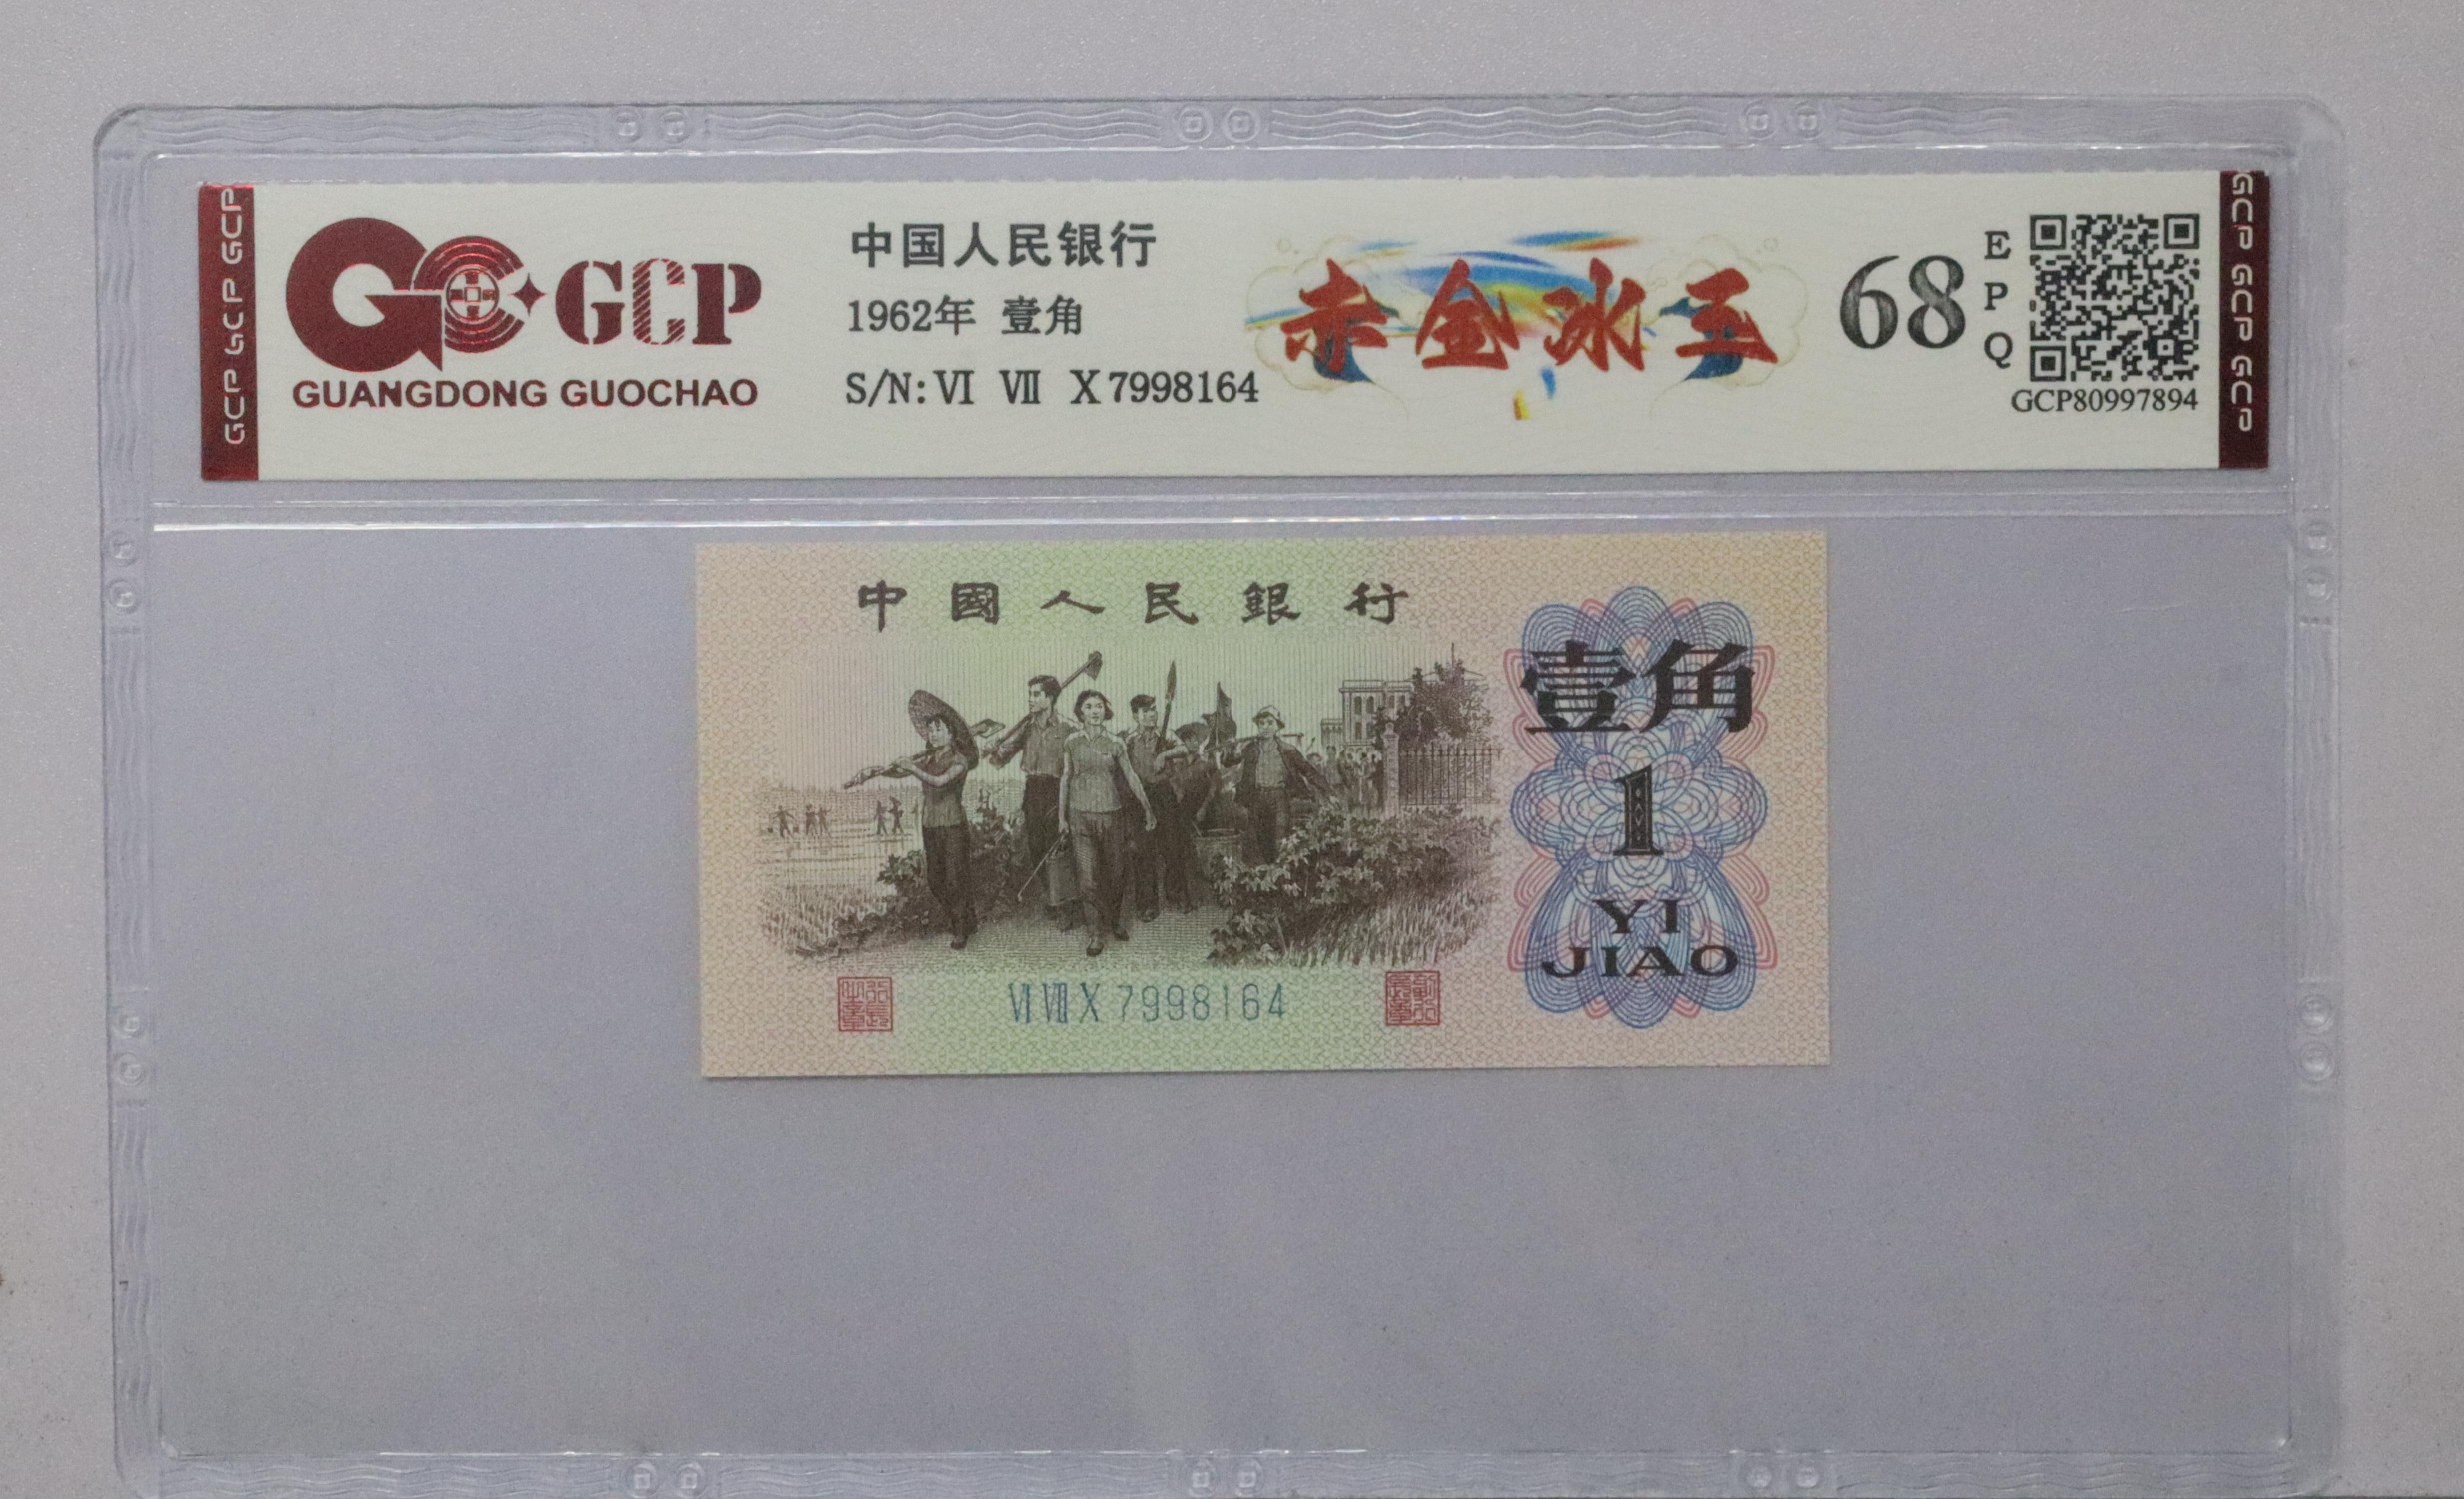 GCP GCP GCP
GCP
GUANGDONG GUOCHAO
中国人民银行
1962年 壹角
S/N: VI VII X 7998164
赤金冰玉
68
E
P
Q
GCP80997894
GCP GCP GCP
中國人民銀行
壹角
1
YI
JIAO
VI VII X 7998164